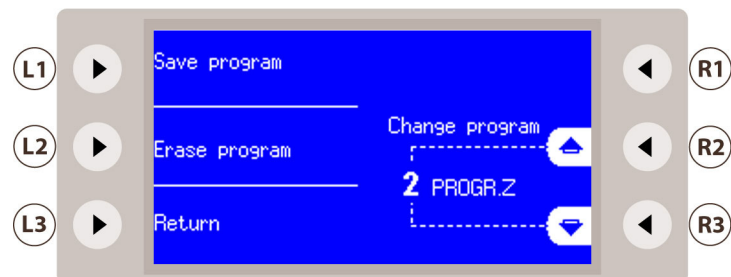 L1
Save program
R1
Change program
L2
Erase program
R2
2 PROGR.Z
L3
Return
R3